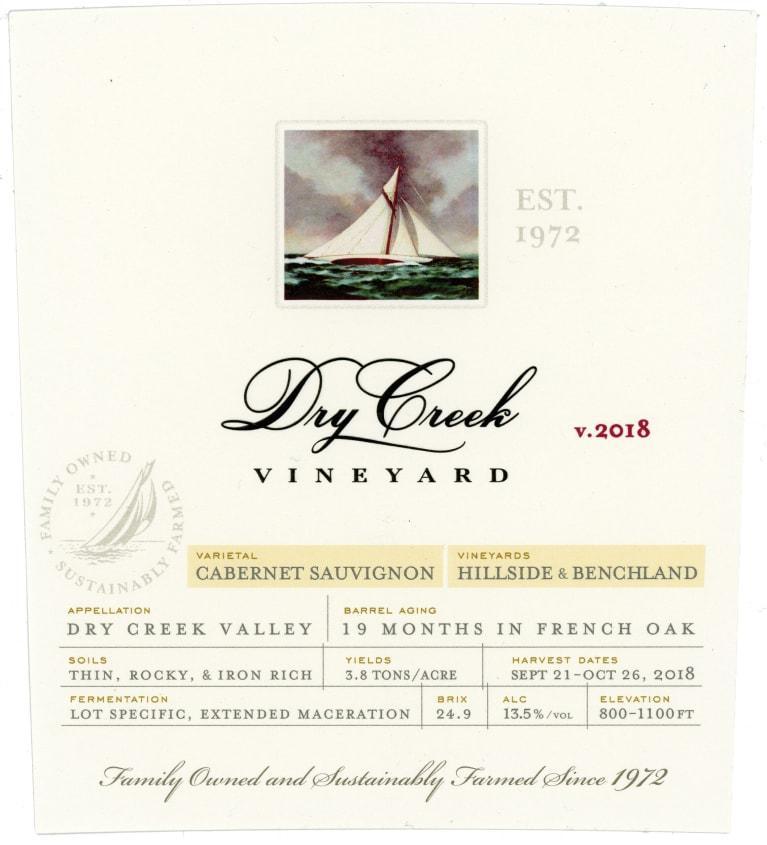 EST.
1972
Dry Creek
v.2018
VINEYARD
FAMILY OWNED
EST.
1972
SUSTAINABLY FARMED
VARIETAL
CABERNET SAUVIGNON
VINEYARDS
HILLSIDE & BENCHLAND
APPELLATION
DRY CREEK VALLEY
BARREL AGING
19 MONTHS IN FRENCH OAK
SOILS
THIN, ROCKY, & IRON RICH
YIELDS
3.8 TONS/ACRE
HARVEST DATES
SEPT 21-OCT 26, 2018
FERMENTATION
LOT SPECIFIC, EXTENDED MACERATION
BRIX
24.9
ALC
13.5%/VOL
ELEVATION
800-1100FT
Family Owned and Sustainably Farmed Since 1972